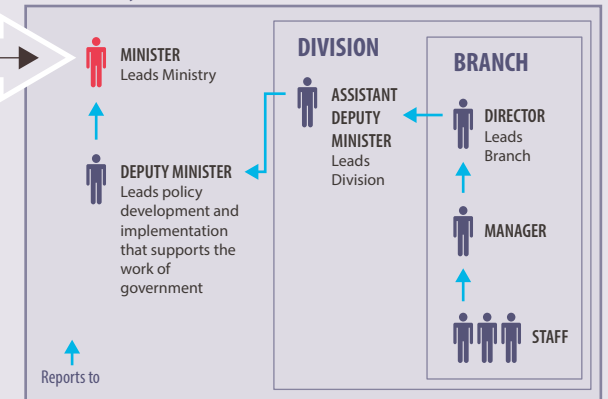 MINISTER
Leads Ministry
DEPUTY MINISTER
Leads policy
development and
implementation
that supports the
work of
government
Reports to
DIVISION
ASSISTANT
DEPUTY
MINISTER
Leads
Division
BRANCH
DIRECTOR
Leads
Branch
MANAGER
STAFF